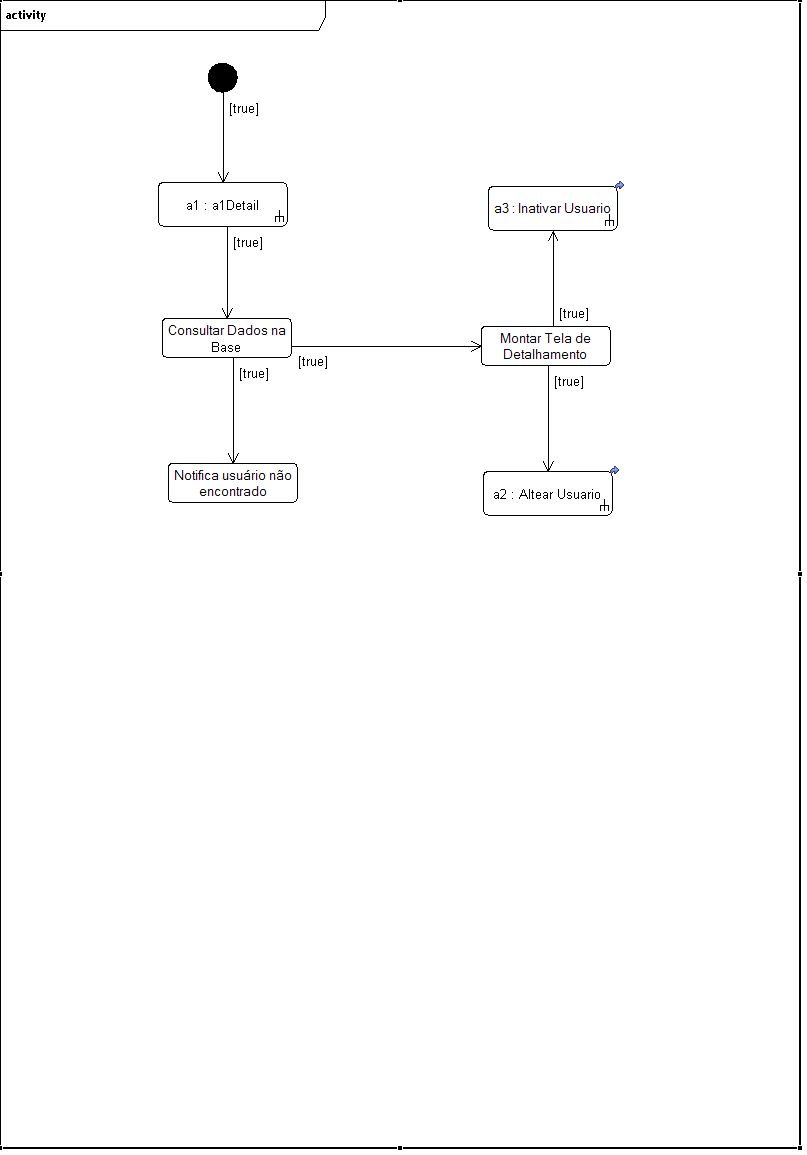 activity
[true]
a1 : a1Detail
a3 : Inativar Usuario
[true]
[true]
Consultar Dados na
Base
Montar Tela de
Detalhamento
[true]
[true]
[true]
Notifica usuário não
encontrado
a2 : Altear Usuario